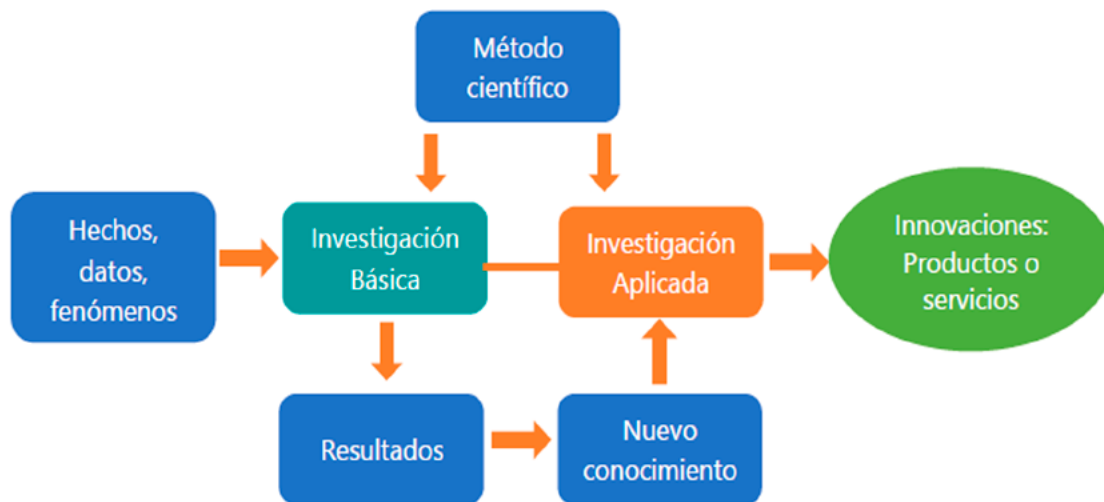 Método
científico
Hechos,
datos,
fenómenos
Investigación
Básica
Investigación
Aplicada
Innovaciones:
Productos o
servicios
Resultados
Nuevo
conocimiento